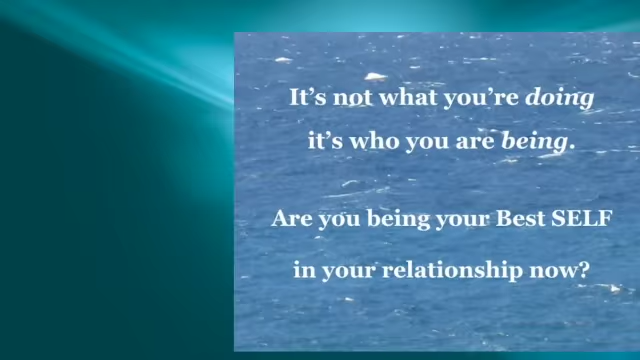 It’s not what you’re doing
it’s who you are being.
Are you being your Best SELF
in your relationship now?